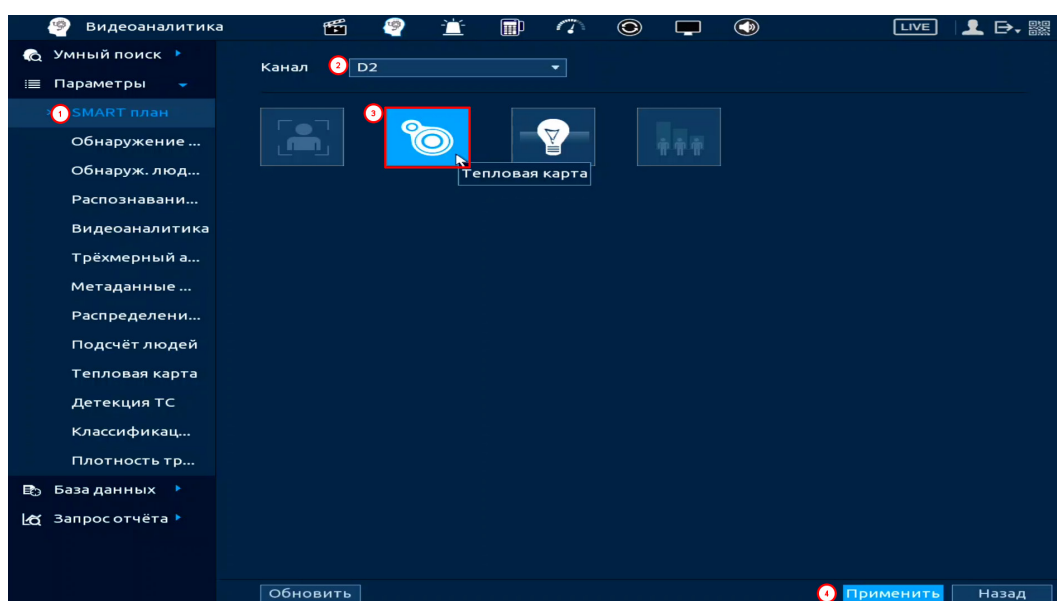 Видеоаналитика
LIVE
Умный поиск
Параметры
1 SMART план
Обнаружение ...
Обнаруж. люд...
Распознавани...
Видеоаналитика
Трёхмерный а...
Метаданные ...
Распределени...
Подсчёт людей
Тепловая карта
Детекция ТС
Классификац...
Плотность тр...
База данных
Запрос отчёта
Канал 2 D2
3
Тепловая карта
Обновить
4 Применить
Назад